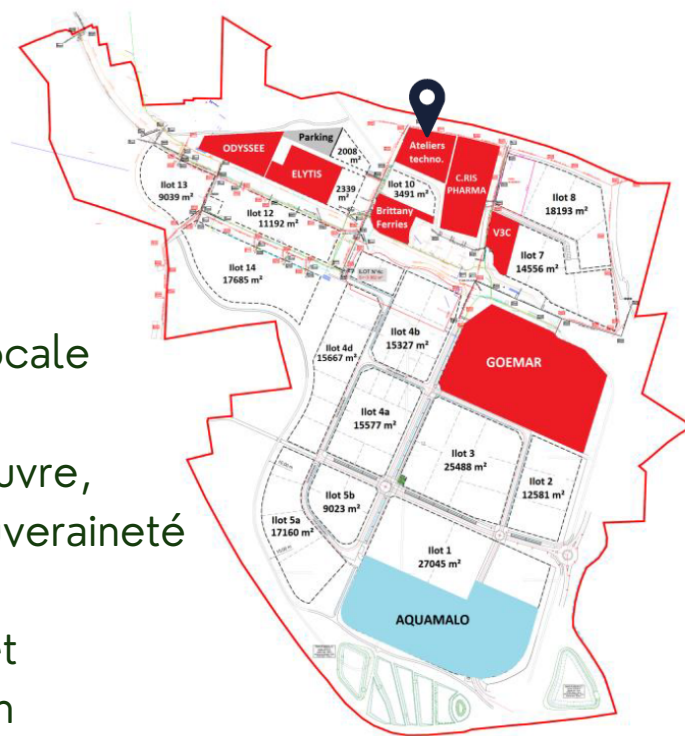 Ateliers
techno.
Parking
ODYSSEE
2008
m²
C.RIS
PHARMA
ELYTIS
Ilot 13
9039 m²
2339
m²
Ilot 10
3491 m²
Ilot 8
18193 m²
Ilot 12
11192 m²
Brittany
Ferries
V3C
Ilot 7
14556 m²
Ilot 14
17685 m²
Ilot 4b
15327 m²
Ilot 4d
15667 m²
GOEMAR
ocale
Ilot 4a
15577 m²
Ilot 3
25488 m²
Ilot 2
12581 m²
uvre,
Ilot 5b
9023 m²
Ilot 5a
17160 m²
uveraineté
Ilot 1
27045 m²
AQUAMALO
et
n